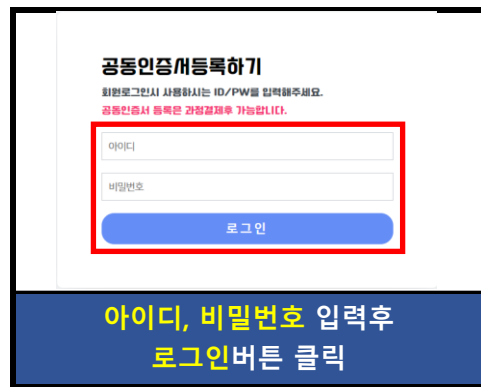 공동인증서등록하기
회원로그인시 사용하시는 ID/PW를 입력해주세요.
공동인증서 등록은 과정결제후 가능합니다.
아이디
비밀번호
로그인
아이디, 비밀번호 입력후
로그인버튼 클릭